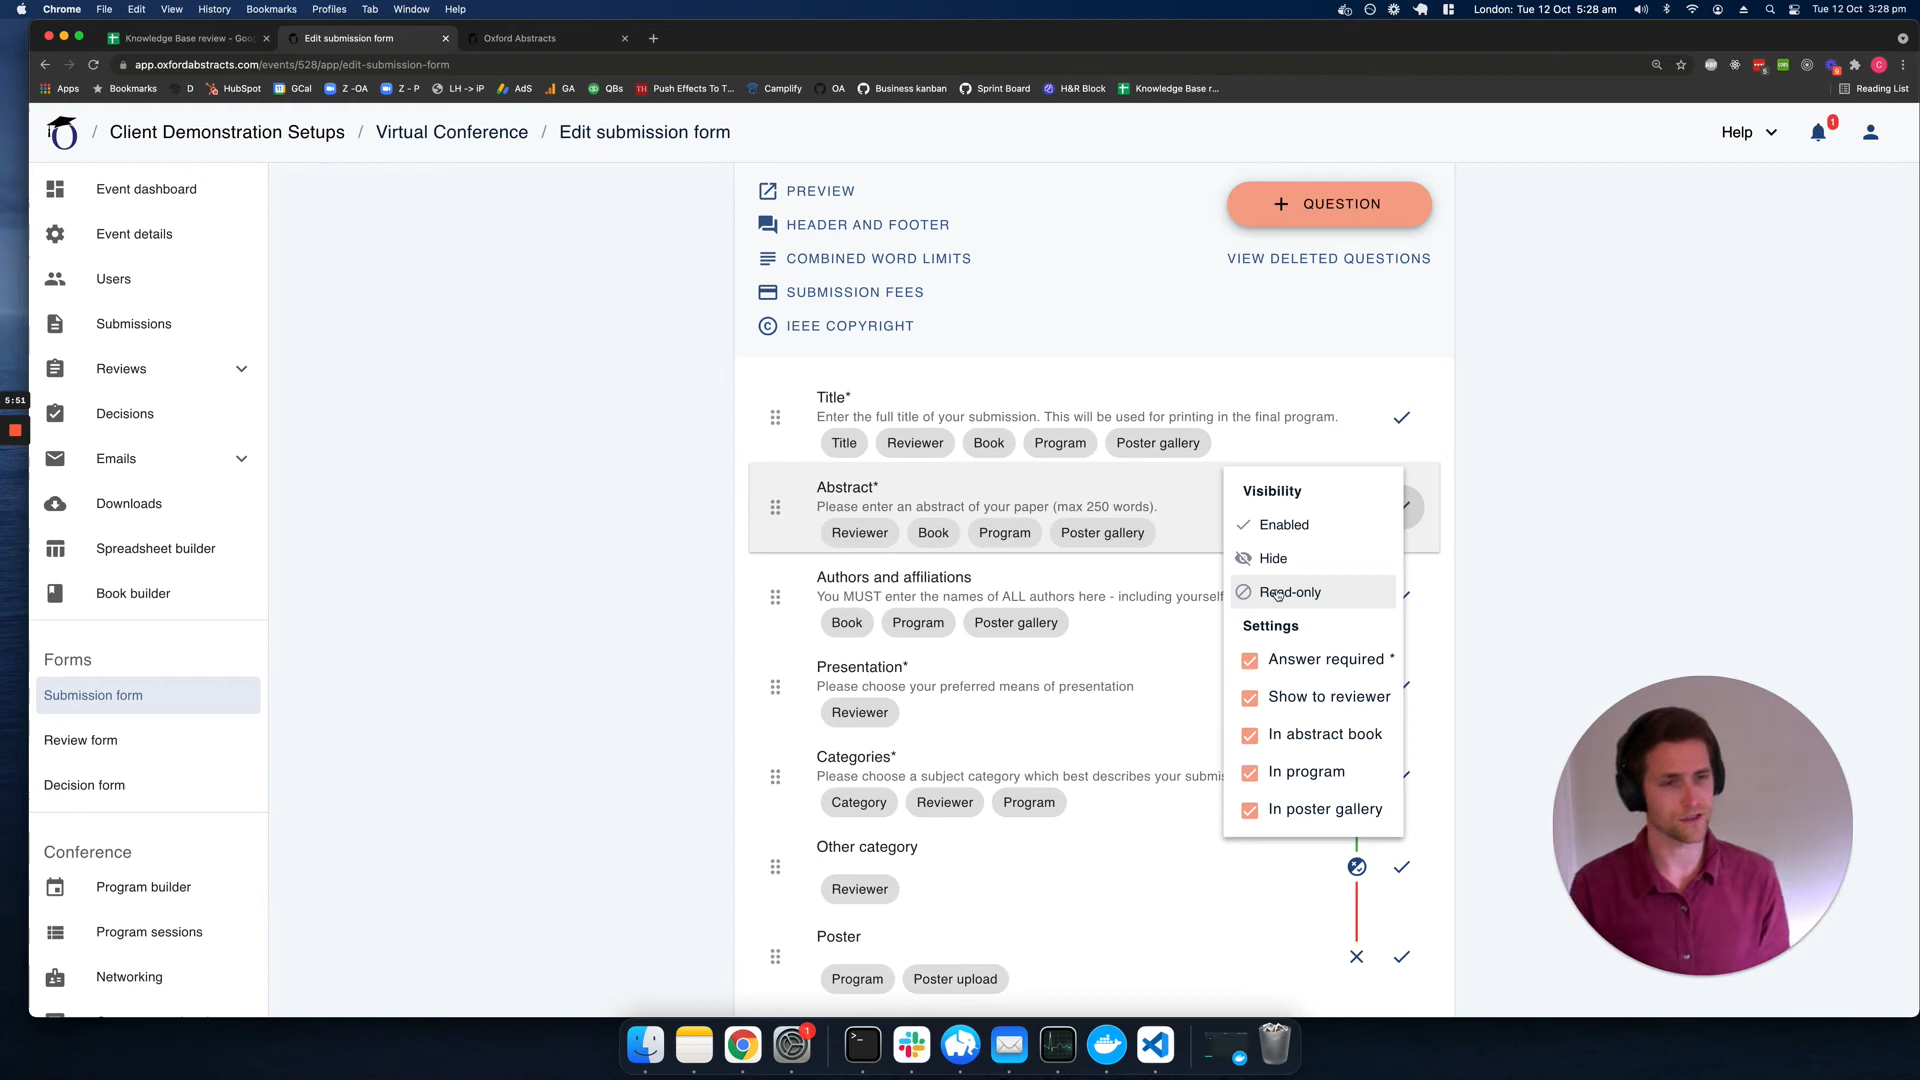 Chrome File Edit View History Bookmarks Profiles Tab Window Help
London: Tue 12 Oct 5:28 am
Tue 12 Oct 3:28 pm
Knowledge Base review - Goo
Edit submission form
Oxford Abstracts
app.oxfordabstracts.com/events/528/app/edit-submission-form
Apps Bookmarks D HubSpot GCal Z -OA Z - P LH -> iP AdS GA QBs Push Effects To T... Camplify OA Business kanban Sprint Board H&R Block Knowledge Base r... Reading List
/ Client Demonstration Setups / Virtual Conference / Edit submission form
Help
1
Event dashboard
Event details
Users
Submissions
Reviews
Decisions
Emails
Downloads
Spreadsheet builder
Book builder
Forms
Submission form
Review form
Decision form
Conference
Program builder
Program sessions
Networking
5:51
PREVIEW
HEADER AND FOOTER
COMBINED WORD LIMITS
SUBMISSION FEES
IEEE COPYRIGHT
+ QUESTION
VIEW DELETED QUESTIONS
Title*
Enter the full title of your submission. This will be used for printing in the final program.
Title Reviewer Book Program Poster gallery
Abstract*
Please enter an abstract of your paper (max 250 words).
Reviewer Book Program Poster gallery
Authors and affiliations
You MUST enter the names of ALL authors here - including yourself
Book Program Poster gallery
Presentation*
Please choose your preferred means of presentation
Reviewer
Categories*
Please choose a subject category which best describes your submis
Category Reviewer Program
Other category
Reviewer
Poster
Program Poster upload
Visibility
Enabled
Hide
Read-only
Settings
Answer required *
Show to reviewer
In abstract book
In program
In poster gallery
1